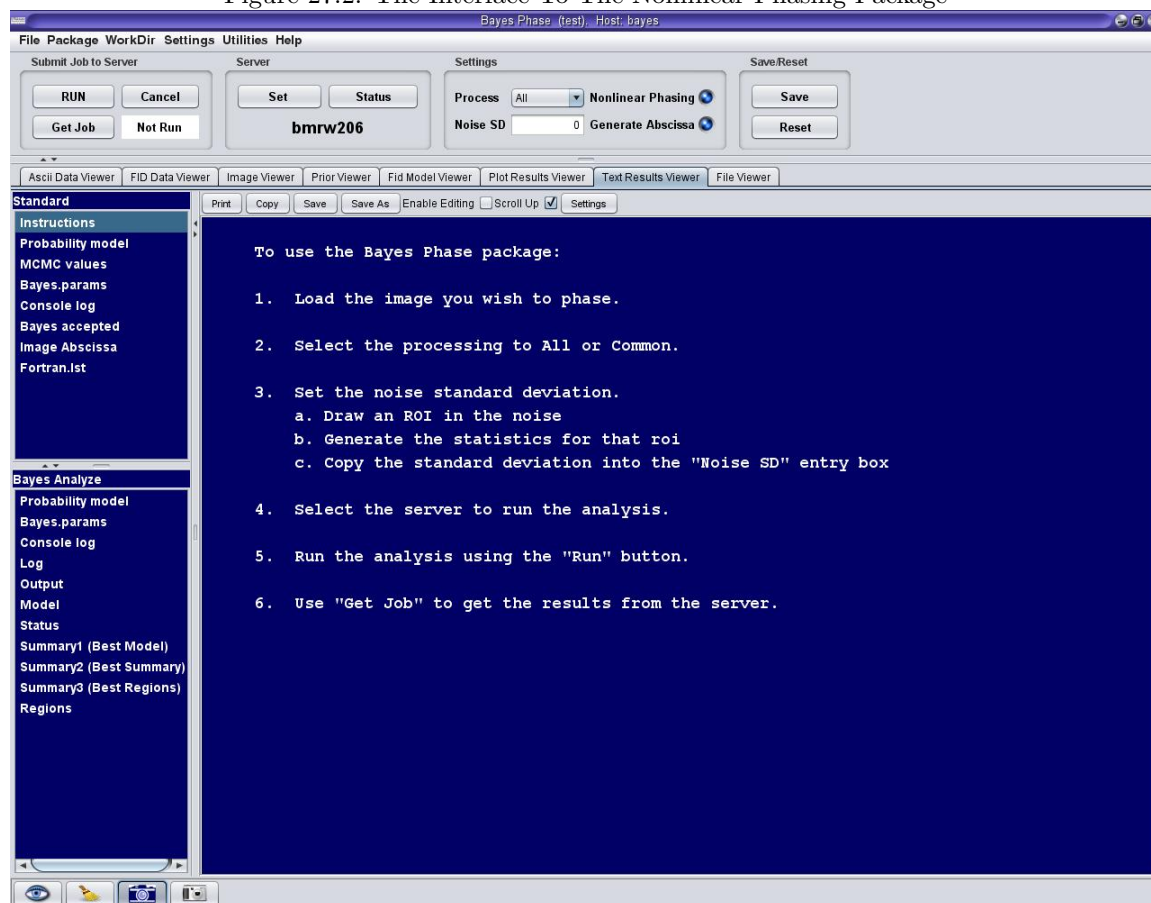 Figure 27.2: The Interface To The Nonlinear Phasing Package
Bayes Phase (test), Host: bayes
File Package WorkDir Settings Utilities Help
Submit Job to Server
Server
Settings
Save/Reset
RUN Cancel
Set Status
Process All Nonlinear Phasing
Save
Get Job Not Run
bmrw206
Noise SD 0 Generate Abscissa
Reset
Ascii Data Viewer FID Data Viewer Image Viewer Prior Viewer Fid Model Viewer Plot Results Viewer Text Results Viewer File Viewer
Standard
Print Copy Save Save As Enable Editing Scroll Up Settings
Instructions
Probability model
MCMC values
Bayes.params
Console log
Bayes accepted
Image Abscissa
Fortran.lst
To use the Bayes Phase package:
1. Load the image you wish to phase.
2. Select the processing to All or Common.
3. Set the noise standard deviation.
a. Draw an ROI in the noise
b. Generate the statistics for that roi
c. Copy the standard deviation into the "Noise SD" entry box
4. Select the server to run the analysis.
5. Run the analysis using the "Run" button.
6. Use "Get Job" to get the results from the server.
Bayes Analyze
Probability model
Bayes.params
Console log
Log
Output
Model
Status
Summary1 (Best Model)
Summary2 (Best Summary)
Summary3 (Best Regions)
Regions